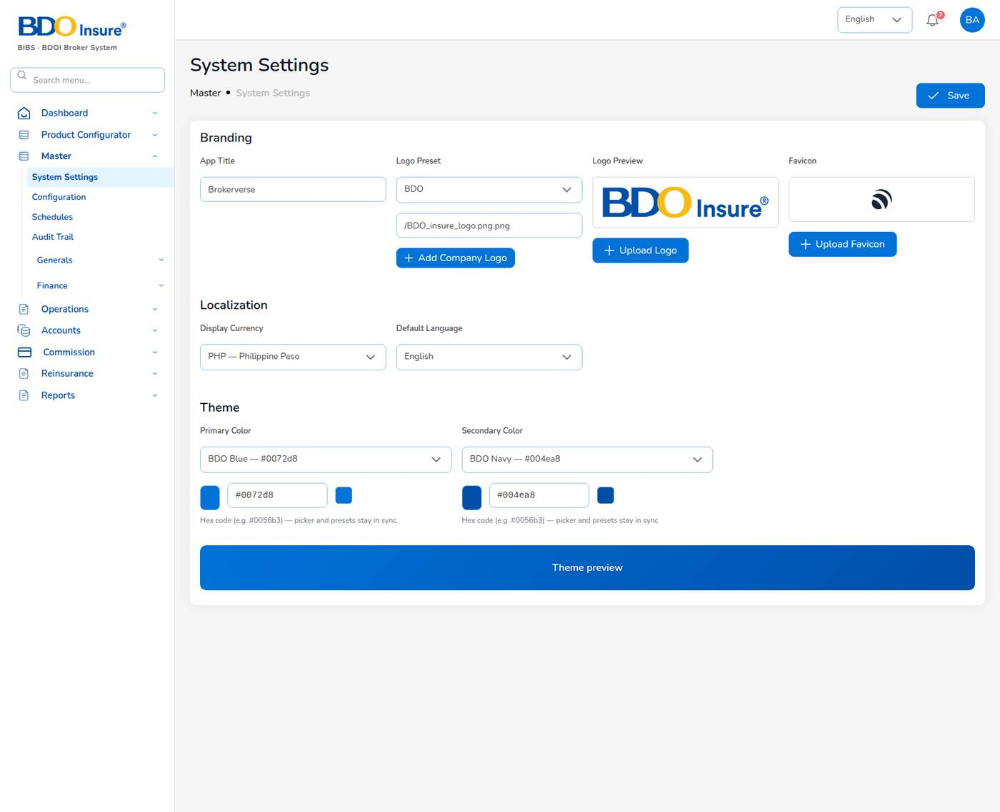 BDO Insure®
BIBS · BDOI Broker System
Search menu...
Dashboard
Product Configurator
Master
System Settings
Configuration
Schedules
Audit Trail
Generals
Finance
Operations
Accounts
Commission
Reinsurance
Reports
English
7
BA
System Settings
Master • System Settings
Save
Branding
App Title
Logo Preset
Logo Preview
Favicon
Brokerverse
BDO
/BDO_insure_logo.png.png
Add Company Logo
BDO Insure®
Upload Logo
Upload Favicon
Localization
Display Currency
Default Language
PHP — Philippine Peso
English
Theme
Primary Color
Secondary Color
BDO Blue — #0072d8
BDO Navy — #004ea8
#0072d8
#004ea8
Hex code (e.g. #0056b3) — picker and presets stay in sync
Hex code (e.g. #0056b3) — picker and presets stay in sync
Theme preview